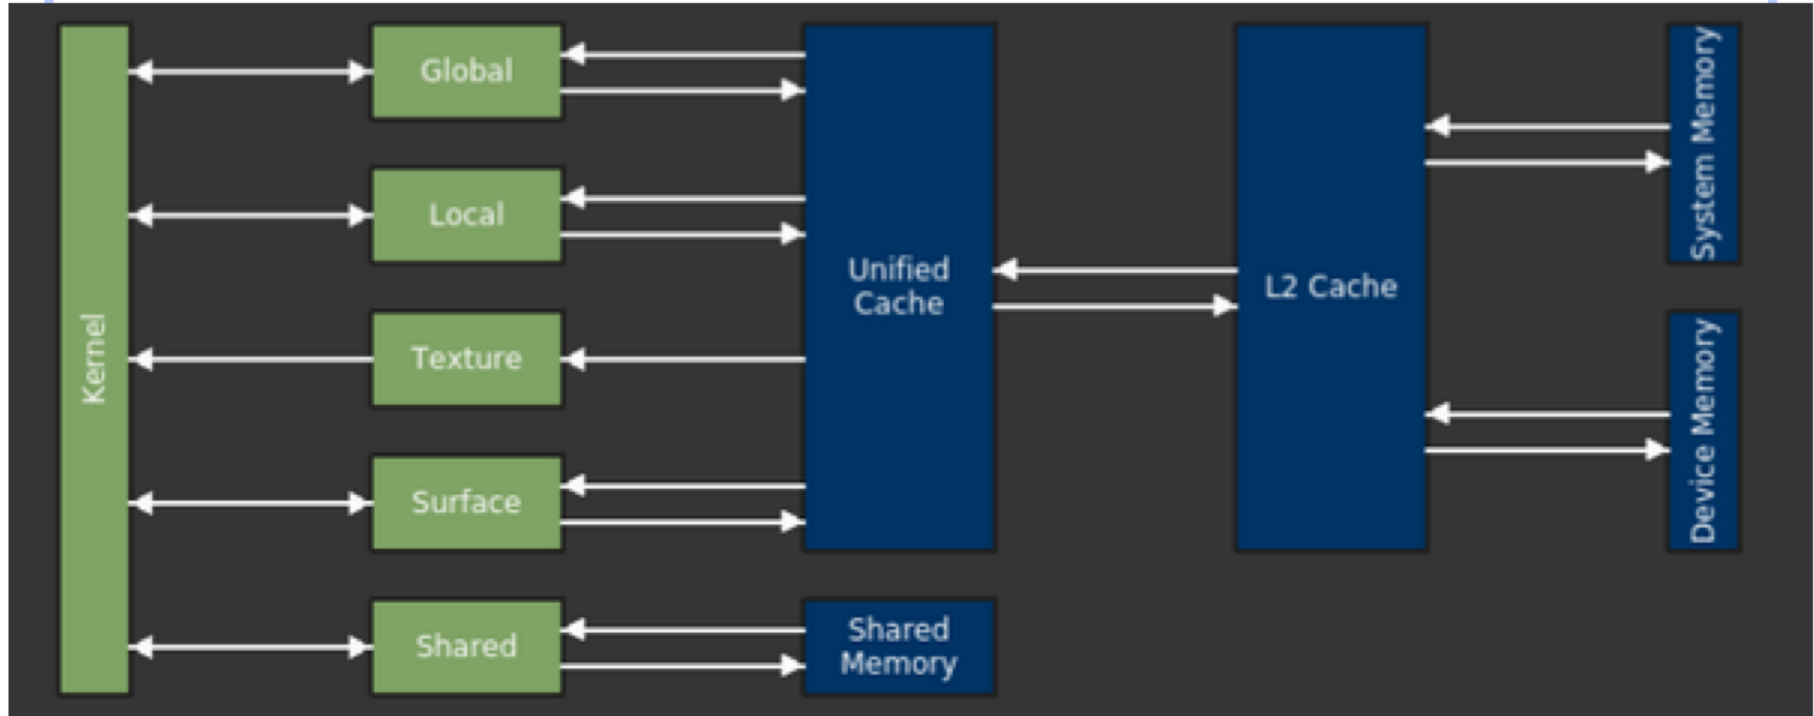 Kernel
Global
Local
Texture
Surface
Shared
Unified
Cache
Shared
Memory
L2 Cache
System Memory
Device Memory